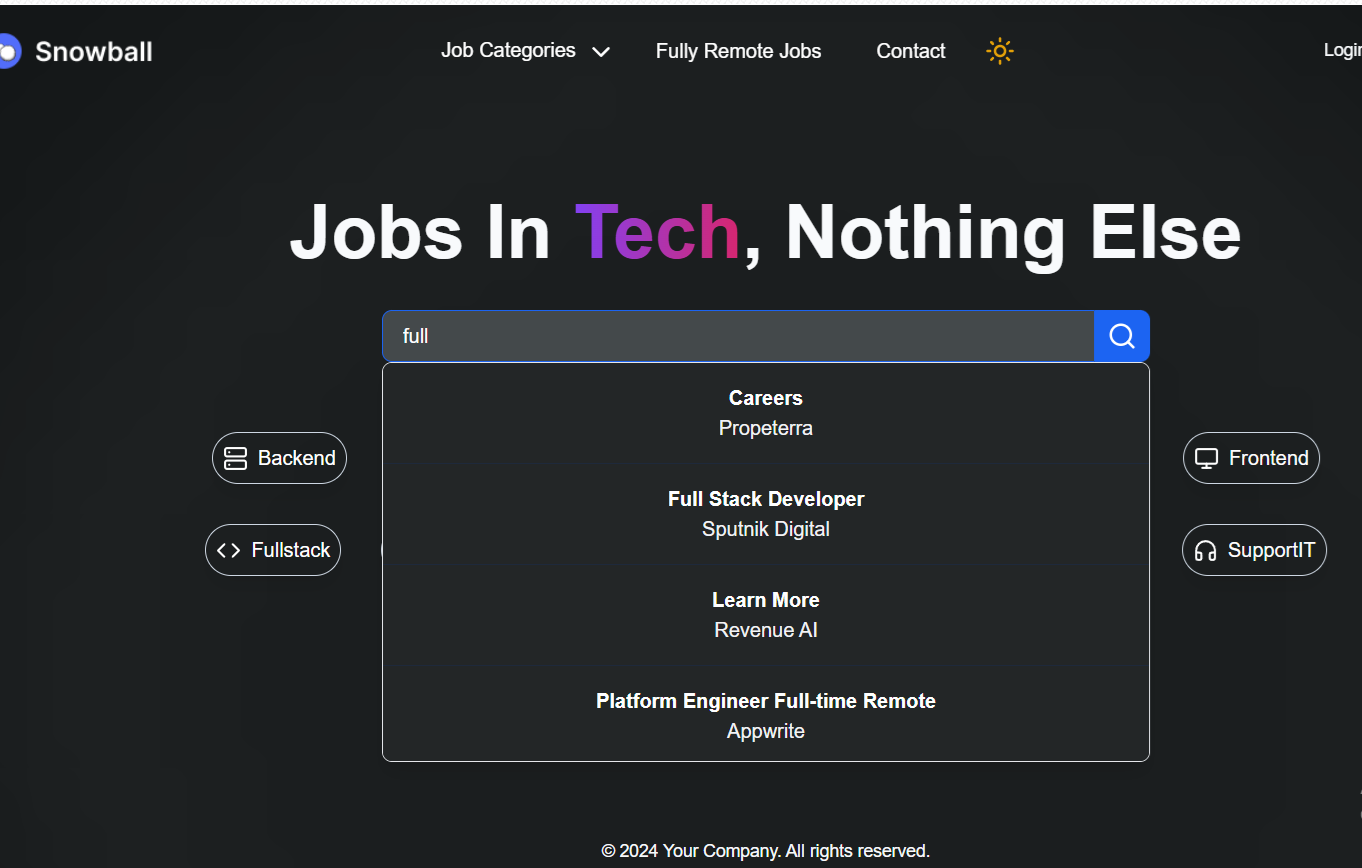 Snowball
Job Categories
Fully Remote Jobs
Contact
Jobs In Tech, Nothing Else
full
Careers
Propeterra
Backend
Frontend
Full Stack Developer
Sputnik Digital
Fullstack
SupportIT
Learn More
Revenue AI
Platform Engineer Full-time Remote
Appwrite
© 2024 Your Company. All rights reserved.